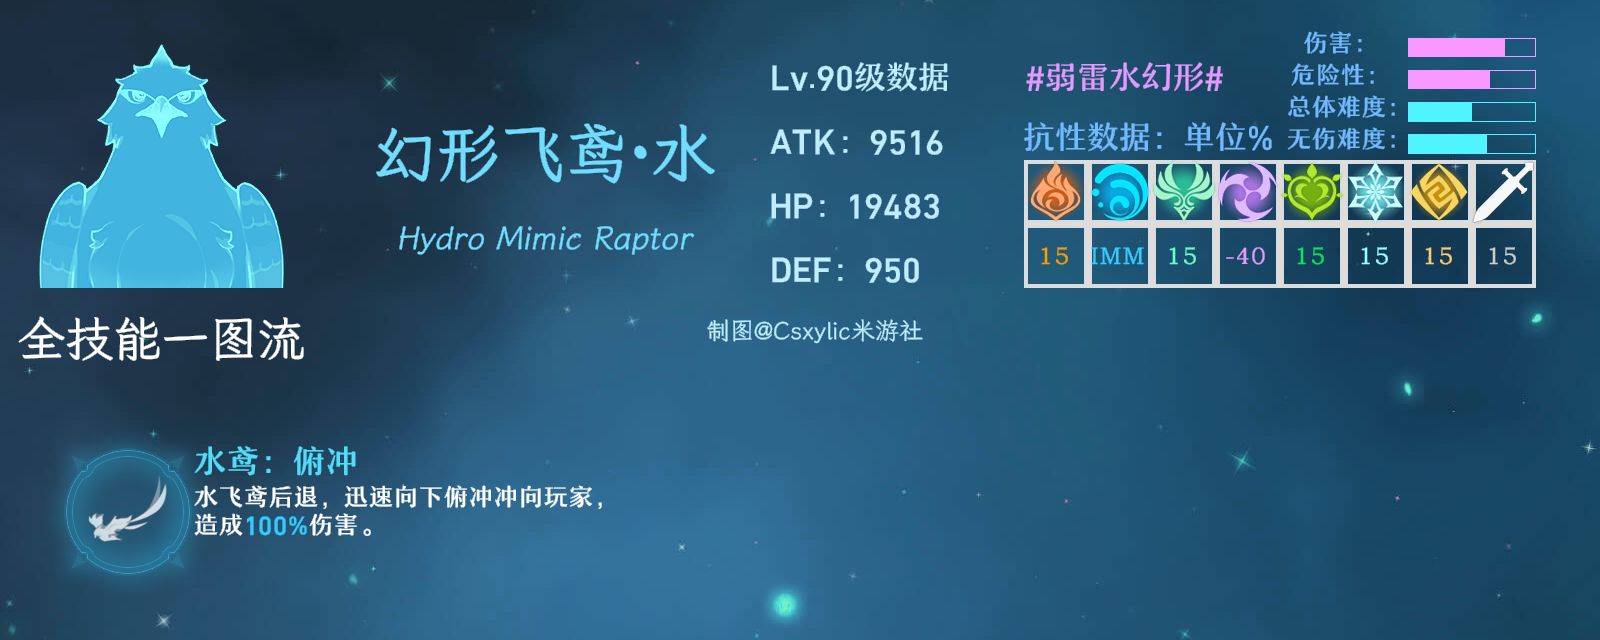 幻形飞鸢·水
Hydro Mimic Raptor
全技能一图流
Lv.90级数据
ATK：9516
HP：19483
DEF：950
制图@Csxylic米游社
#弱雷水幻形#
伤害：
危险性：
总体难度：
无伤难度：
抗性数据：单位%
15 IMM 15 -40 15 15 15 15
水鸢：俯冲
水飞鸢后退，迅速向下俯冲冲向玩家，
造成100%伤害。